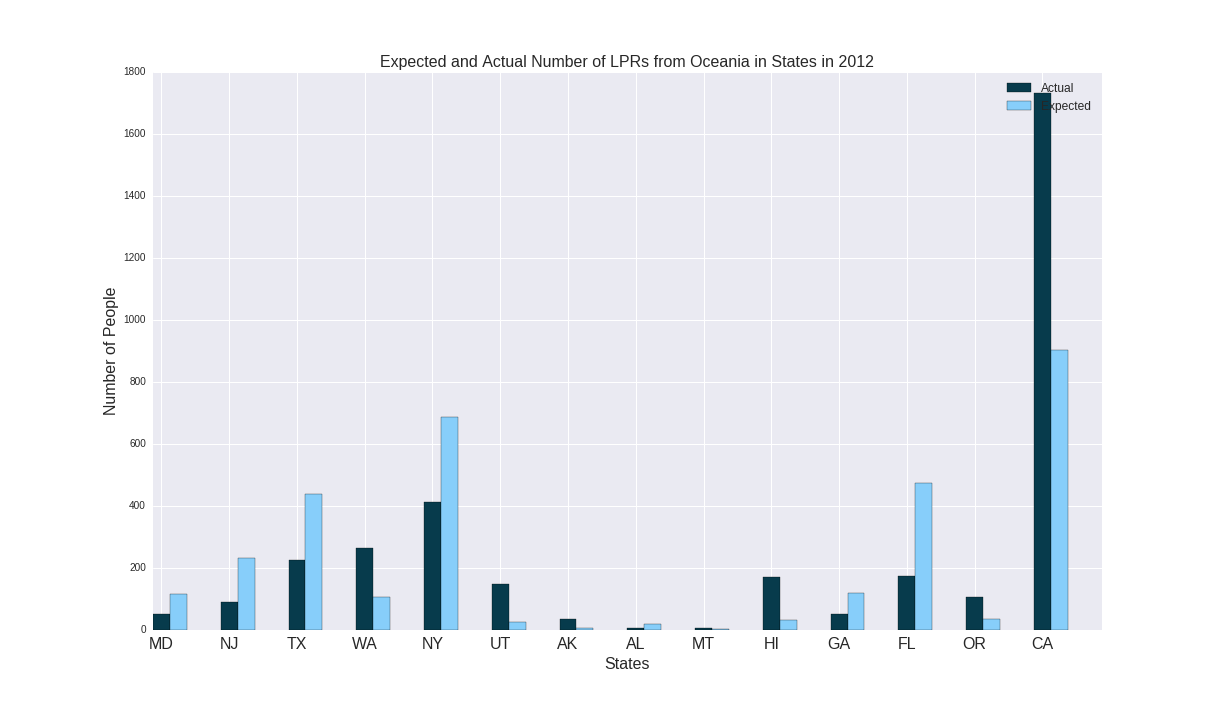 Expected and Actual Number of LPRs from Oceania in States in 2012
1800
1600
1400
1200
1000
800
600
400
200
0
Number of People
Actual
Expected
MD NJ TX WA NY UT AK AL MT HI GA FL OR CA
States